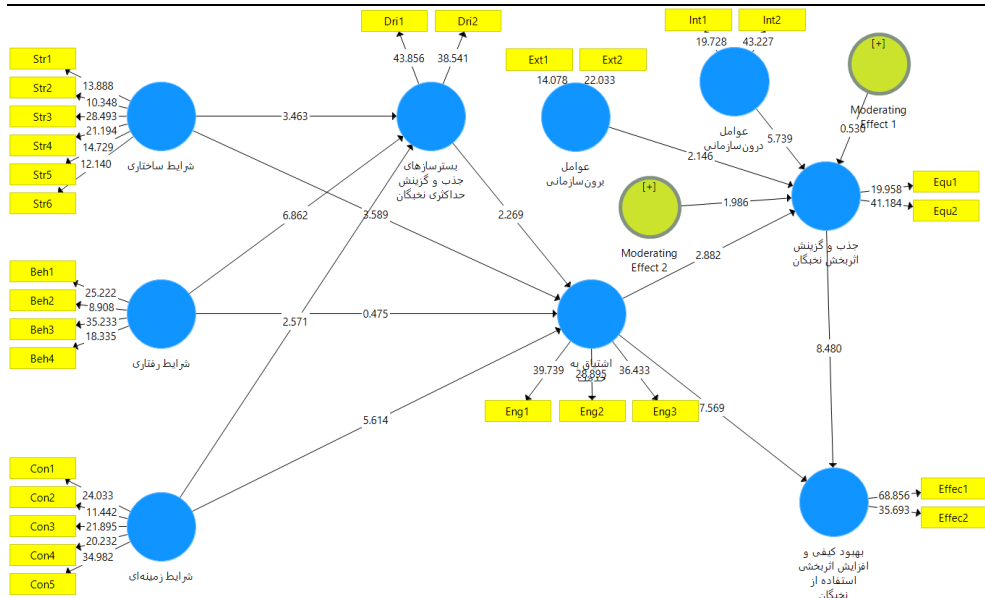 Dri1
Dri2
Int1
Int2
Str1
Str2
Str3
Str4
Str5
Str6
13.888
10.348
28.493
21.194
14.729
12.140
شرایط ساختاری
3.463
43.856
38.541
بسترسازهای
جذب و گزینش
حداکثری نخبگان
Ext1
Ext2
14.078
22.033
عوامل
برون‌سازمانی
19.728
43.227
عوامل
درون‌سازمانی
[+]
Moderating
Effect 1
0.530
5.739
2.146
[+]
Moderating
Effect 2
1.986
2.882
جذب و گزینش
اثربخش نخبگان
19.958
41.184
Equ1
Equ2
6.862
3.589
2.269
Beh1
Beh2
Beh3
Beh4
25.222
8.908
35.233
18.335
شرایط رفتاری
0.475
2.571
اشتیاق به
خدمت
39.739
28.895
36.433
Eng1
Eng2
Eng3
8.480
7.569
5.614
Con1
Con2
Con3
Con4
Con5
24.033
11.442
21.895
20.232
34.982
شرایط زمینه‌ای
68.856
35.693
Effec1
Effec2
بهبود کیفی و
افزایش اثربخشی
استفاده از
نخبگان